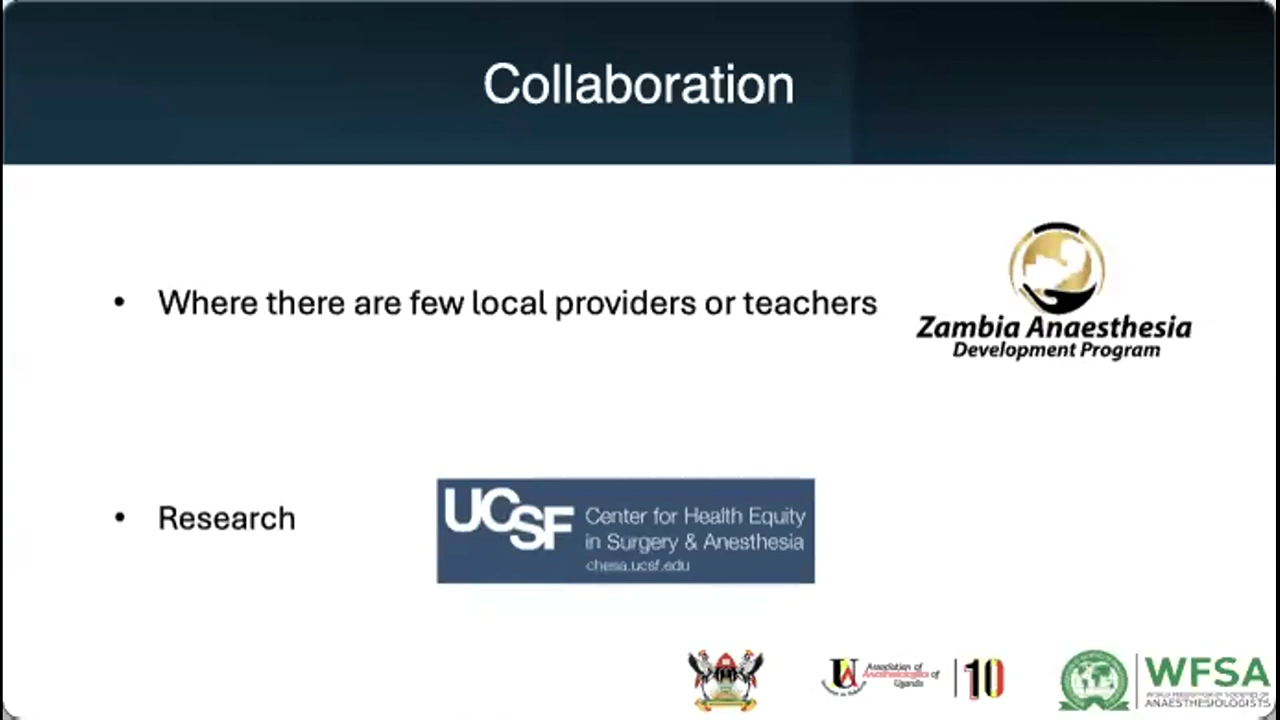 Collaboration
• Where there are few local providers or teachers
Zambia Anaesthesia
Development Program
• Research
UCSF
Center for Health Equity
in Surgery & Anesthesia
chesa.ucsf.edu
Association of
Anesthesiologists of
Uganda
10
WFSA
WORLD FEDERATION OF SOCIETIES OF
ANAESTHESIOLOGISTS